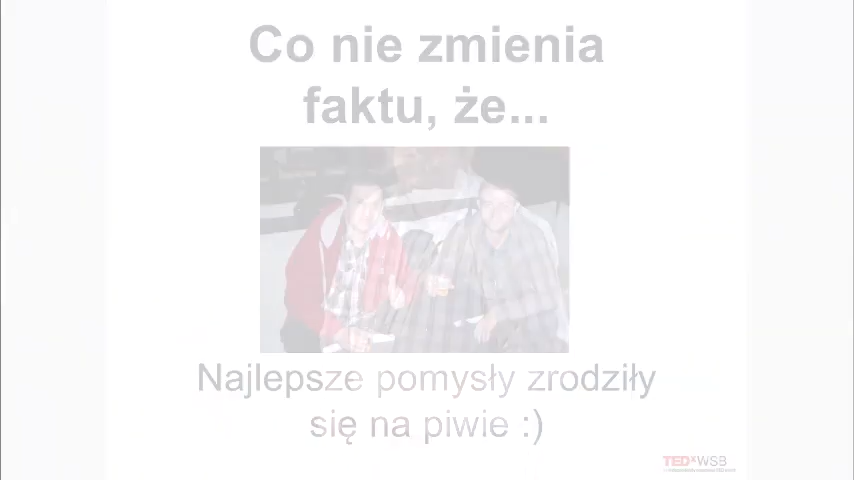 Co nie zmienia
faktu, że...
Najlepsze pomysły zrodziły
się na piwie :)
TEDxWSB